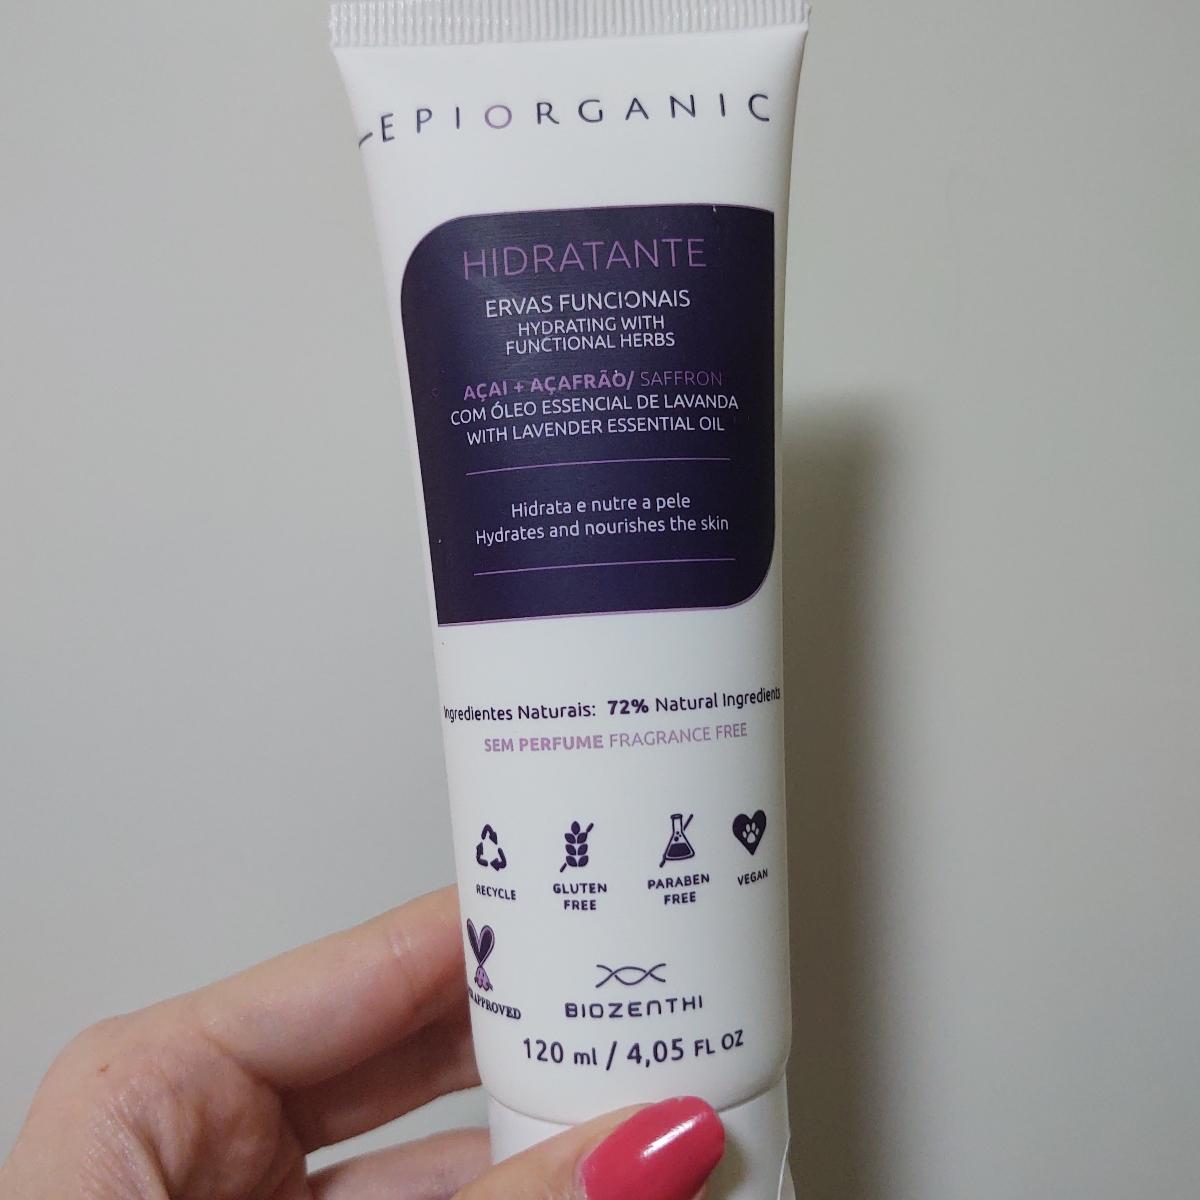 EPIORGANIC
HIDRATANTE
ERVAS FUNCIONAIS
HYDRATING WITH
FUNCTIONAL HERBS
AÇAI + AÇAFRÃO/ SAFFRON
COM ÓLEO ESSENCIAL DE LAVANDA
WITH LAVENDER ESSENTIAL OIL
Hidrata e nutre a pele
Hydrates and nourishes the skin
Ingredientes Naturais: 72% Natural Ingredients
SEM PERFUME FRAGRANCE FREE
RECYCLE GLUTEN FREE PARABEN FREE VEGAN
APPROVED
BIOZENTHI
120 ml / 4,05 FL OZ